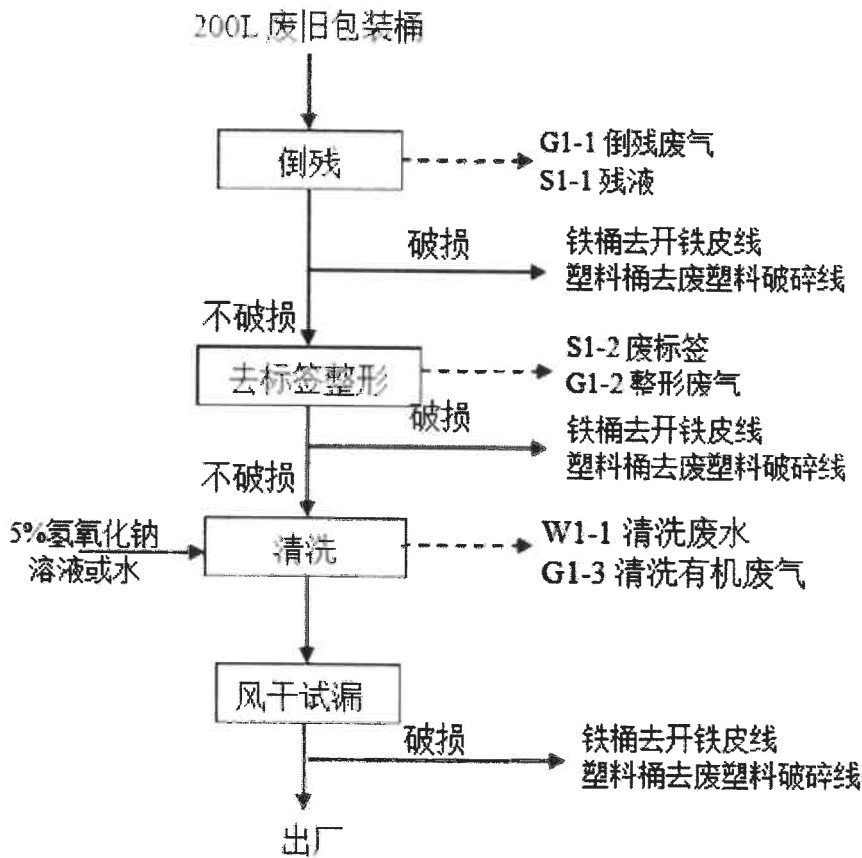 200L 废旧包装桶
倒残
G1-1 倒残废气
S1-1 残液
破损
铁桶去开铁皮线
塑料桶去废塑料破碎线
不破损
去标签整形
S1-2 废标签
G1-2 整形废气
破损
铁桶去开铁皮线
塑料桶去废塑料破碎线
不破损
5%氢氧化钠
溶液或水
清洗
W1-1 清洗废水
G1-3 清洗有机废气
风干试漏
破损
铁桶去开铁皮线
塑料桶去废塑料破碎线
出厂